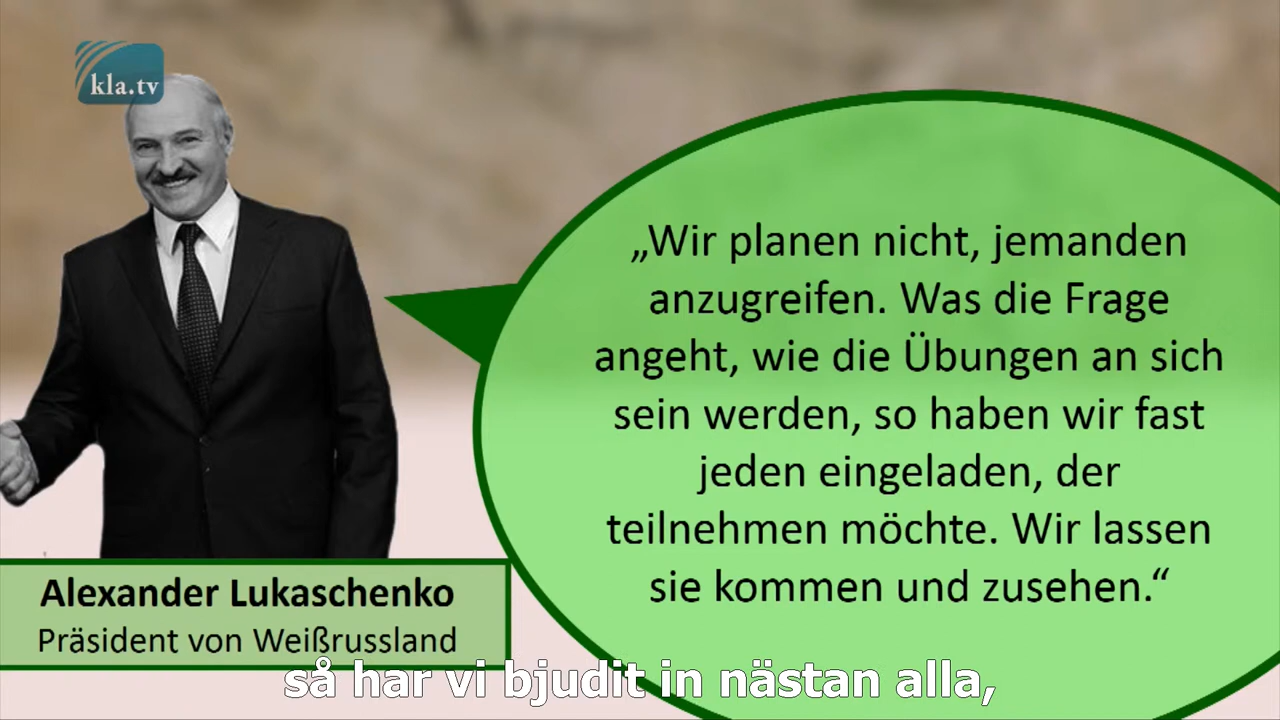 kla.tv
„Wir planen nicht, jemanden
anzugreifen. Was die Frage
angeht, wie die Übungen an sich
sein werden, so haben wir fast
jeden eingeladen, der
teilnehmen möchte. Wir lassen
sie kommen und zusehen.“
Alexander Lukaschenko
Präsident von Weißrussland
så har vi bjudit in nästan alla,